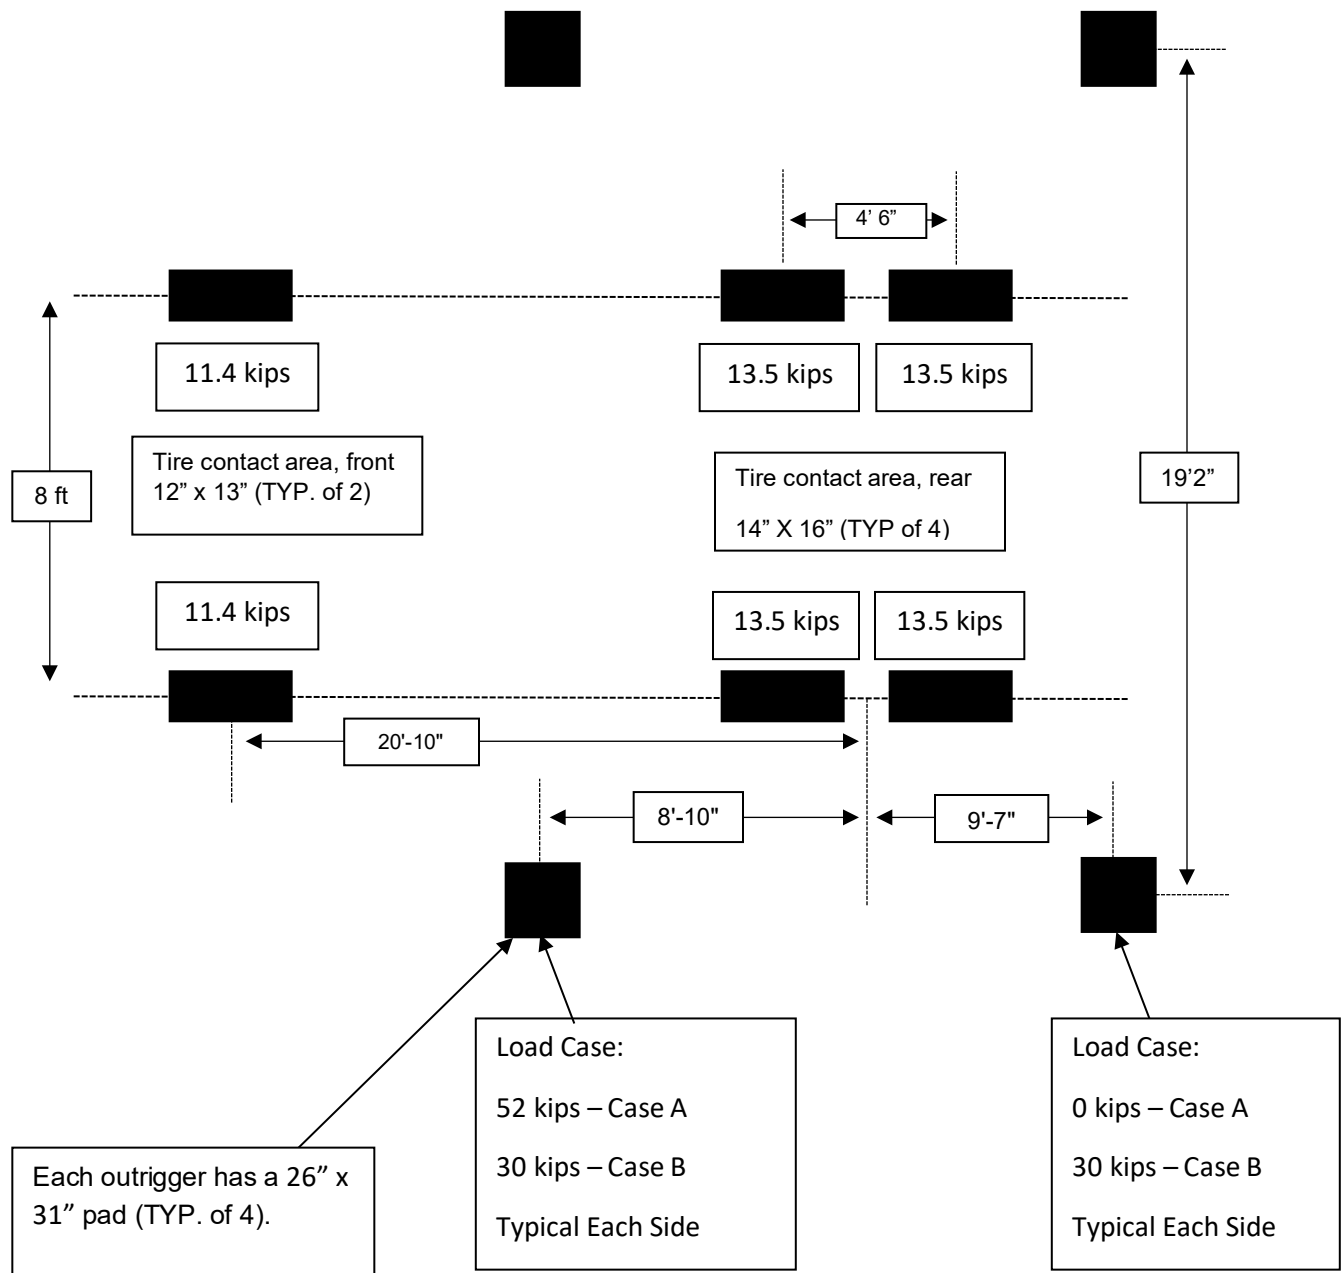 4’ 6”
11.4 kips
13.5 kips
13.5 kips
Tire contact area, front
12” x 13” (TYP. of 2)
Tire contact area, rear
14” X 16” (TYP of 4)
8 ft
19’2”
11.4 kips
13.5 kips
13.5 kips
20'-10"
8'-10"
9'-7"
Load Case:
52 kips – Case A
30 kips – Case B
Typical Each Side
Load Case:
0 kips – Case A
30 kips – Case B
Typical Each Side
Each outrigger has a 26” x
31” pad (TYP. of 4).